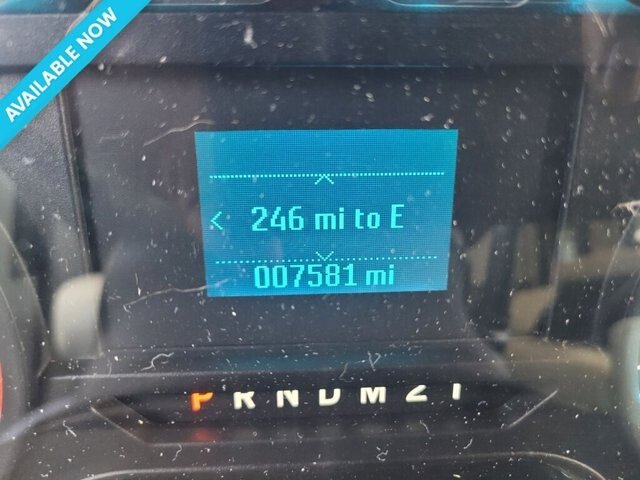 AVAILABLE NOW
246 mi to E
007581 mi
P R N D M 2 1